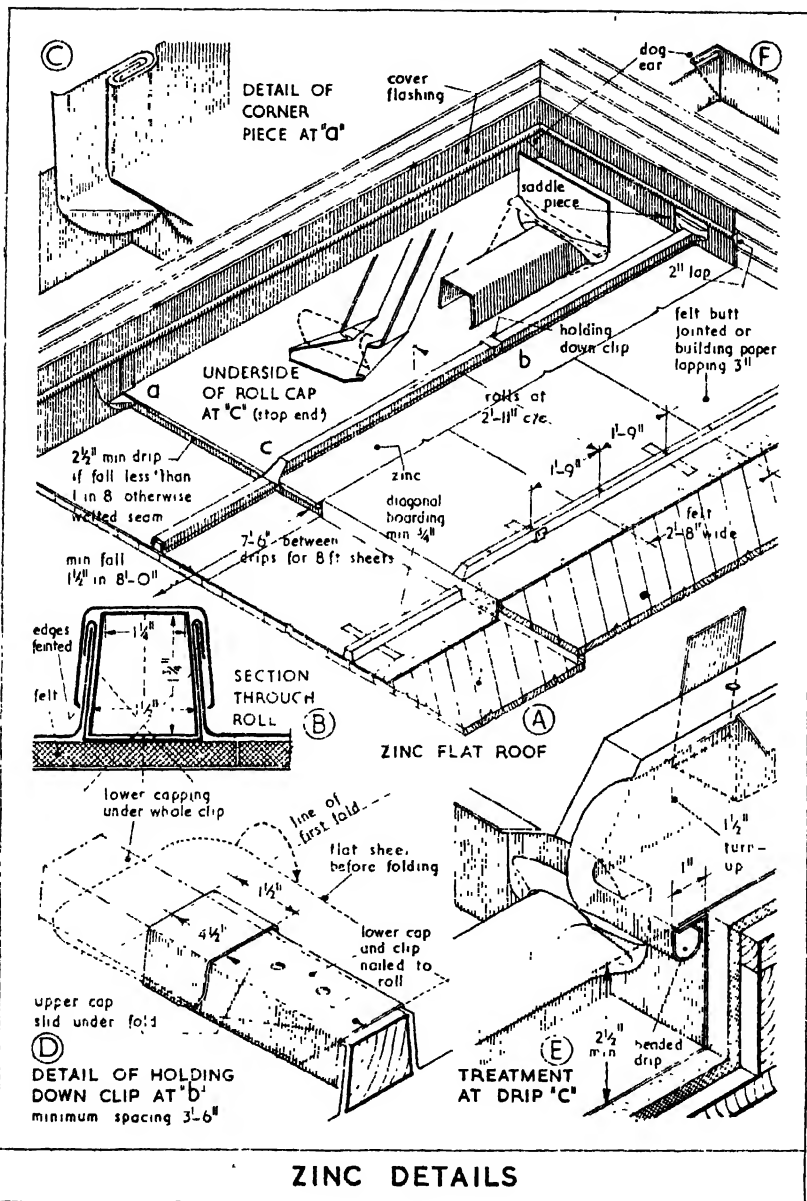 C
DETAIL OF
CORNER
PIECE AT "a"
cover
flashing
dog
ear
F
saddle
piece
2" lap
felt butt
jointed or
building paper
lapping 3"
holding
down clip
b
UNDERSIDE
OF ROLL CAP
AT "C" (stop end)
rolls at
2'-11" c/c
a
c
2½" min drip
if fall less than
1 in 8 otherwise
welted seam
zinc
1'-9"
1'-9"
diagonal
boarding
min ¾"
felt
2'-8" wide
7'-6" between
drips for 8 ft sheets
min fall
1½" in 8'-0"
edges
feinted
felt
1¼"
1¾"
1½"
SECTION
THROUGH
ROLL
B
A
ZINC FLAT ROOF
lower capping
under whole clip
line of
first fold
flat sheet
before folding
1½"
4½"
lower cap
and clip
nailed to
roll
upper cap
slid under fold
D
DETAIL OF HOLDING
DOWN CLIP AT "b"
minimum spacing 3'-6"
1½"
turn-
up
1"
2½"
min
beaded
drip
E
TREATMENT
AT DRIP "C"
ZINC DETAILS